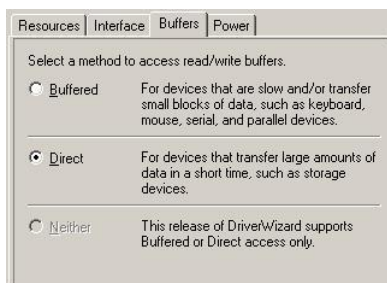 Resources Interface Buffers Power
Select a method to access read/write buffers.
Buffered For devices that are slow and/or transfer
small blocks of data, such as keyboard,
mouse, serial, and parallel devices.
Direct For devices that transfer large amounts of
data in a short time, such as storage
devices.
Neither This release of DriverWizard supports
Buffered or Direct access only.